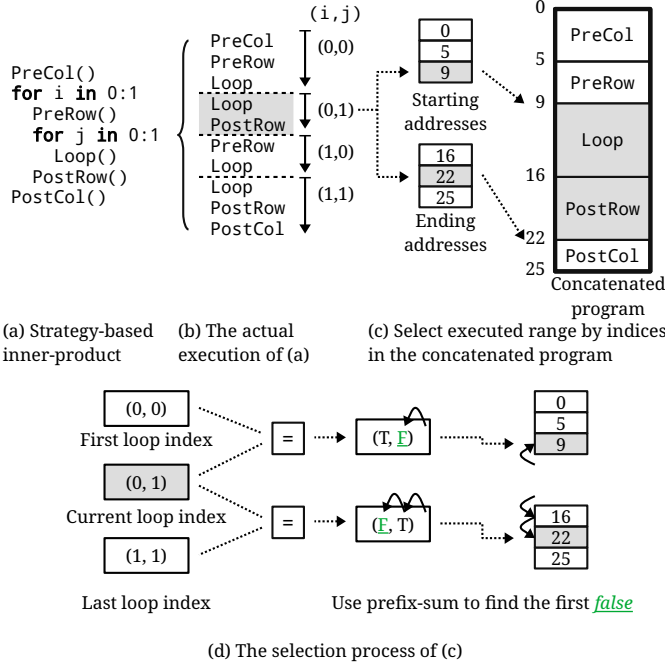 PreCol()
for i in 0:1
PreRow()
for j in 0:1
Loop()
PostRow()
PostCol()
(i,j)
PreCol
PreRow
Loop
Loop
PostRow
PreRow
Loop
Loop
PostRow
PostCol
(0,0)
(0,1)
(1,0)
(1,1)
0
5
9
Starting
addresses
16
22
25
Ending
addresses
0
5
9
16
22
25
PreCol
PreRow
Loop
PostRow
PostCol
Concatenated
program
(a) Strategy-based
inner-product
(b) The actual
execution of (a)
(c) Select executed range by indices
in the concatenated program
(0, 0)
First loop index
(0, 1)
Current loop index
(1, 1)
Last loop index
=
=
(T, F)
(F, T)
0
5
9
16
22
25
Use prefix-sum to find the first false
(d) The selection process of (c)